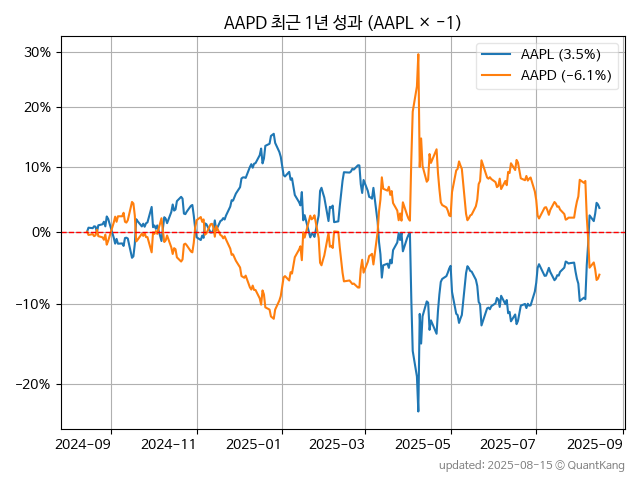 AAPD 최근 1년 성과 (AAPL × −1)
AAPL (3.5%)
AAPD (−6.1%)
30%
20%
10%
0%
−10%
−20%
2024-09 2024-11 2025-01 2025-03 2025-05 2025-07 2025-09
updated: 2025-08-15 © QuantKang